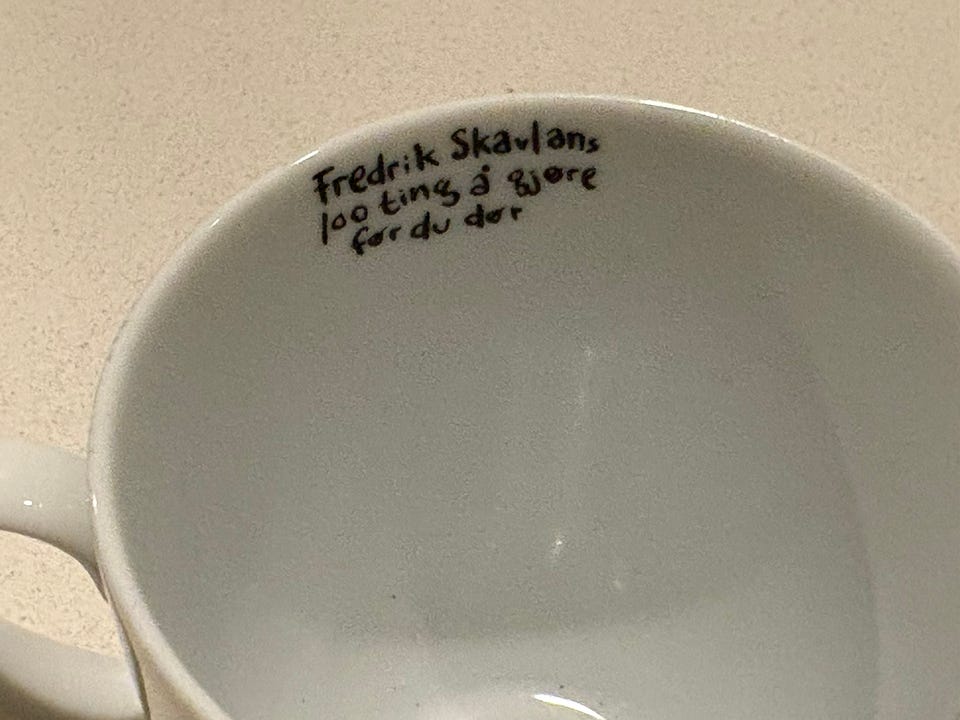 Fredrik Skavlans
100 ting å gjøre
før du dør